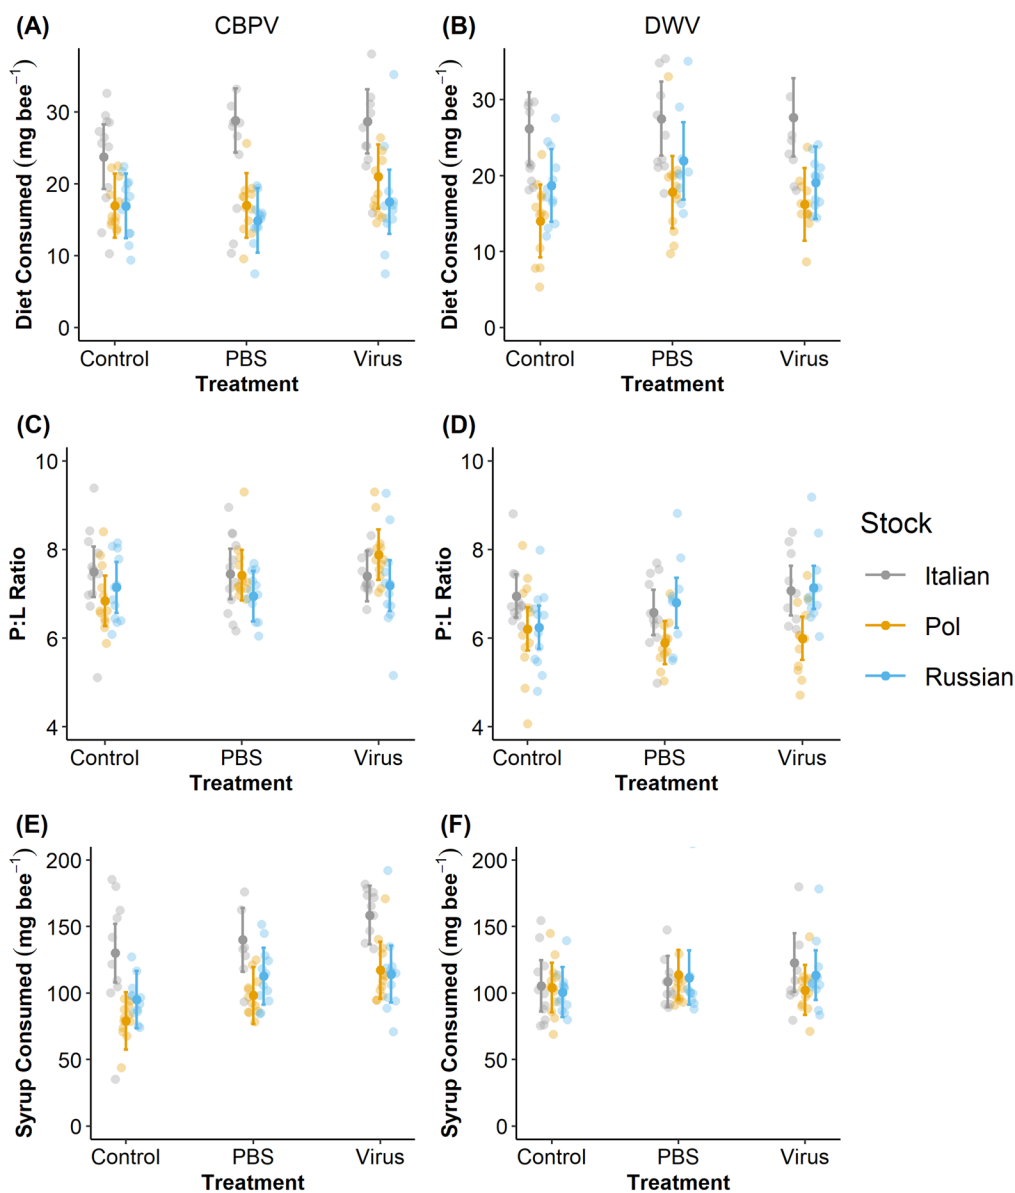 (A) CBPV (B) DWV
Diet Consumed (mg bee⁻¹)
30
20
10
0
Control PBS Virus
Treatment
Diet Consumed (mg bee⁻¹)
30
20
10
0
Control PBS Virus
Treatment
(C) (D)
P:L Ratio
10
8
6
4
Control PBS Virus
Treatment
P:L Ratio
10
8
6
4
Control PBS Virus
Treatment
Stock
Italian
Pol
Russian
(E) (F)
Syrup Consumed (mg bee⁻¹)
200
150
100
50
0
Control PBS Virus
Treatment
Syrup Consumed (mg bee⁻¹)
200
150
100
50
0
Control PBS Virus
Treatment